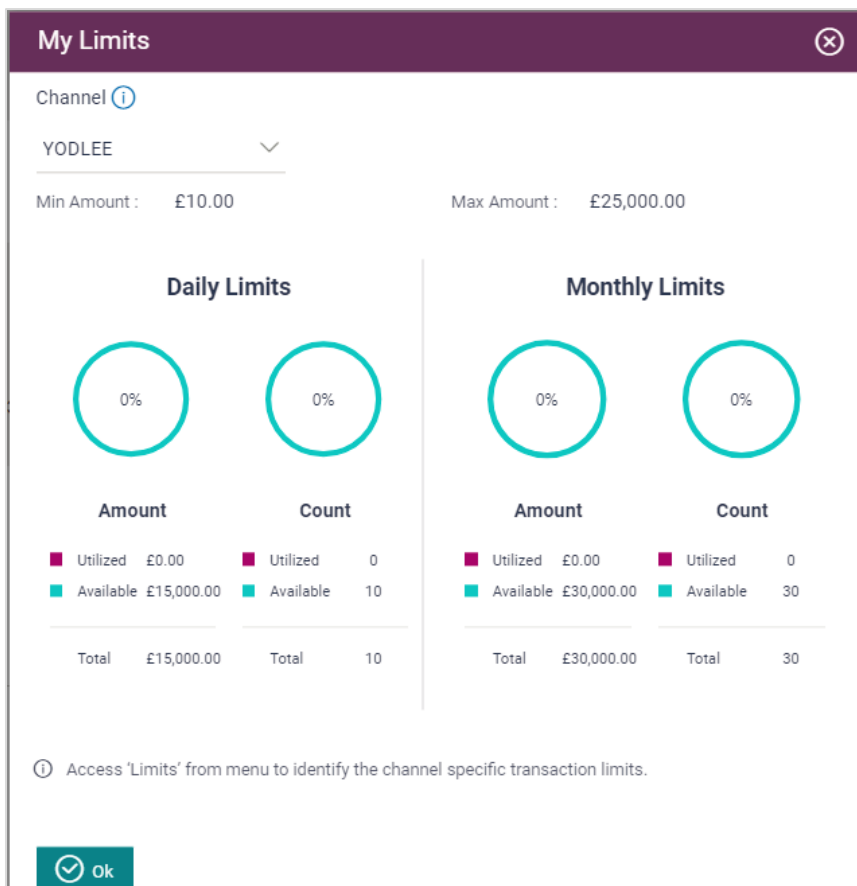 My Limits
Channel
YODLEE
Min Amount : £10.00 Max Amount : £25,000.00
Daily Limits Monthly Limits
0% 0% 0% 0%
Amount Count Amount Count
Utilized £0.00 Utilized 0 Utilized £0.00 Utilized 0
Available £15,000.00 Available 10 Available £30,000.00 Available 30
Total £15,000.00 Total 10 Total £30,000.00 Total 30
Access 'Limits' from menu to identify the channel specific transaction limits.
Ok